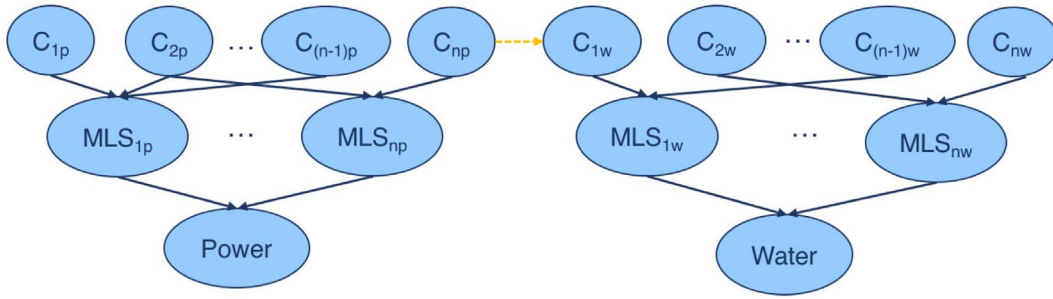 C1p C2p ... C(n-1)p Cnp C1w C2w ... C(n-1)w Cnw
MLS1p ... MLSnp MLS1w ... MLSnw
Power Water